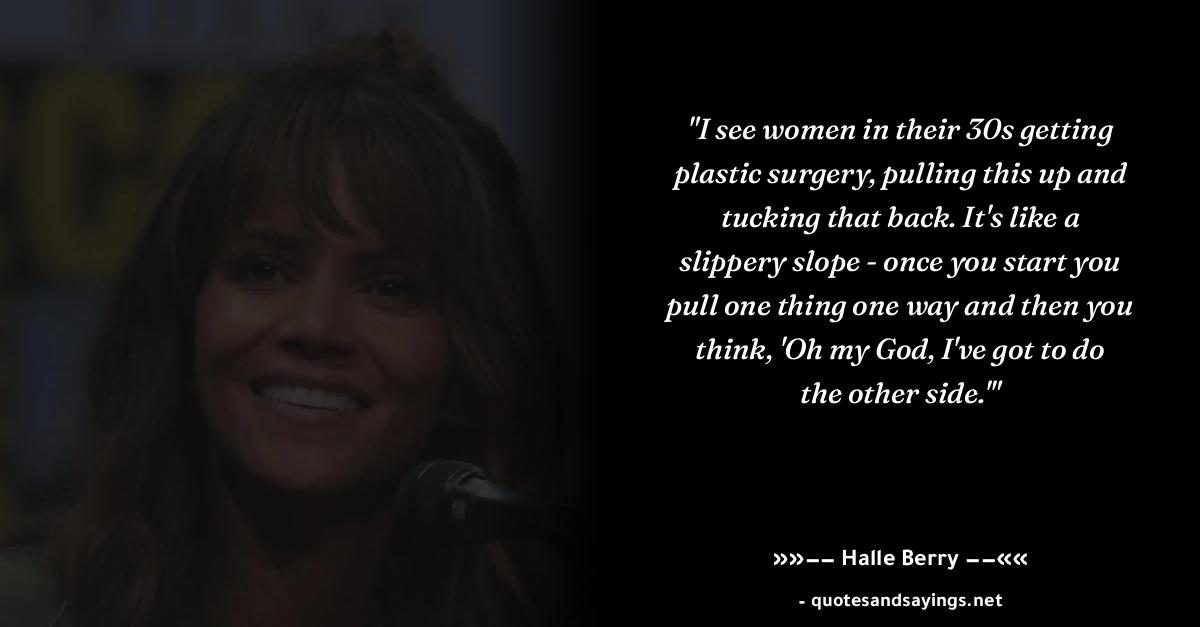 "I see women in their 30s getting
plastic surgery, pulling this up and
tucking that back. It's like a
slippery slope - once you start you
pull one thing one way and then you
think, 'Oh my God, I've got to do
the other side.'"
»»−− Halle Berry −−««
- quotesandsayings.net